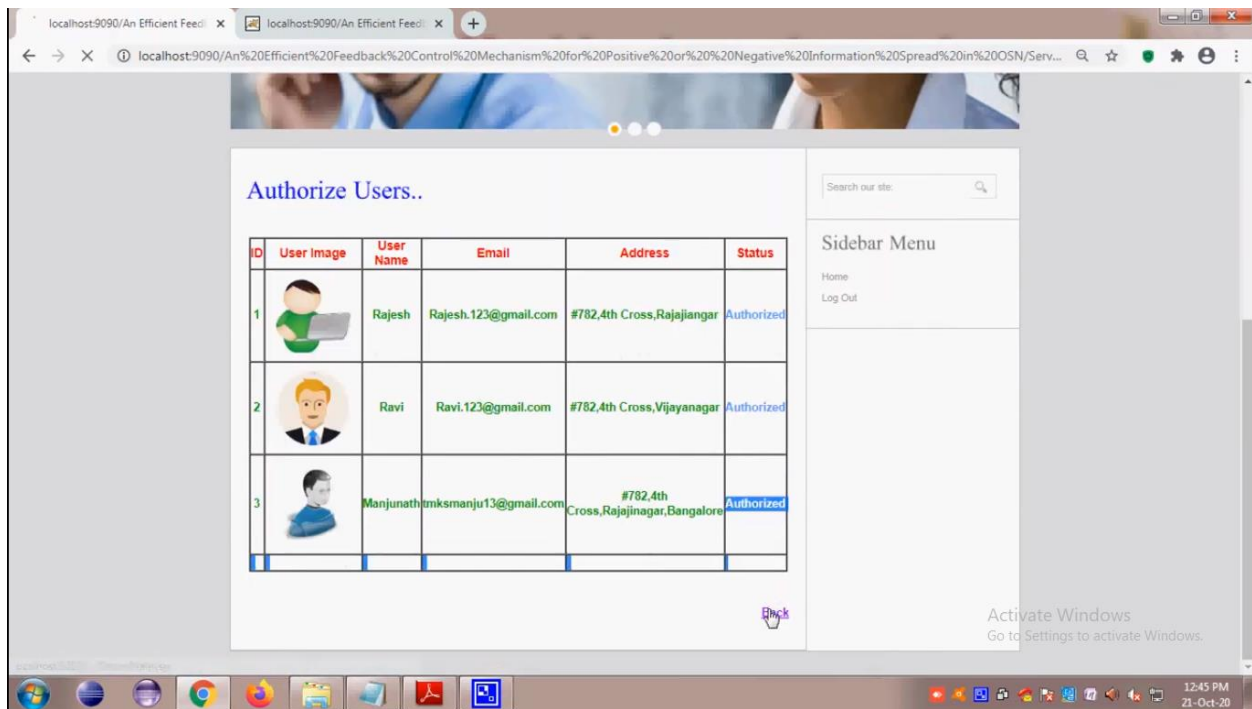 localhost:9090/An Efficient Feed
localhost:9090/An Efficient Feed
localhost:9090/An%20Efficient%20Feedback%20Control%20Mechanism%20for%20Positive%20or%20%20Negative%20Information%20Spread%20in%20OSN/Serv...
Authorize Users..
Search our ste:
Sidebar Menu
Home
Log Out
ID User Image User Name Email Address Status
1 Rajesh Rajesh.123@gmail.com #782,4th Cross,Rajajiangar Authorized
2 Ravi Ravi.123@gmail.com #782,4th Cross,Vijayanagar Authorized
3 Manjunath tmksmanju13@gmail.com #782,4th Cross,Rajajinagar,Bangalore Authorized
Back
Activate Windows
Go to Settings to activate Windows.
12:45 PM
21-Oct-20